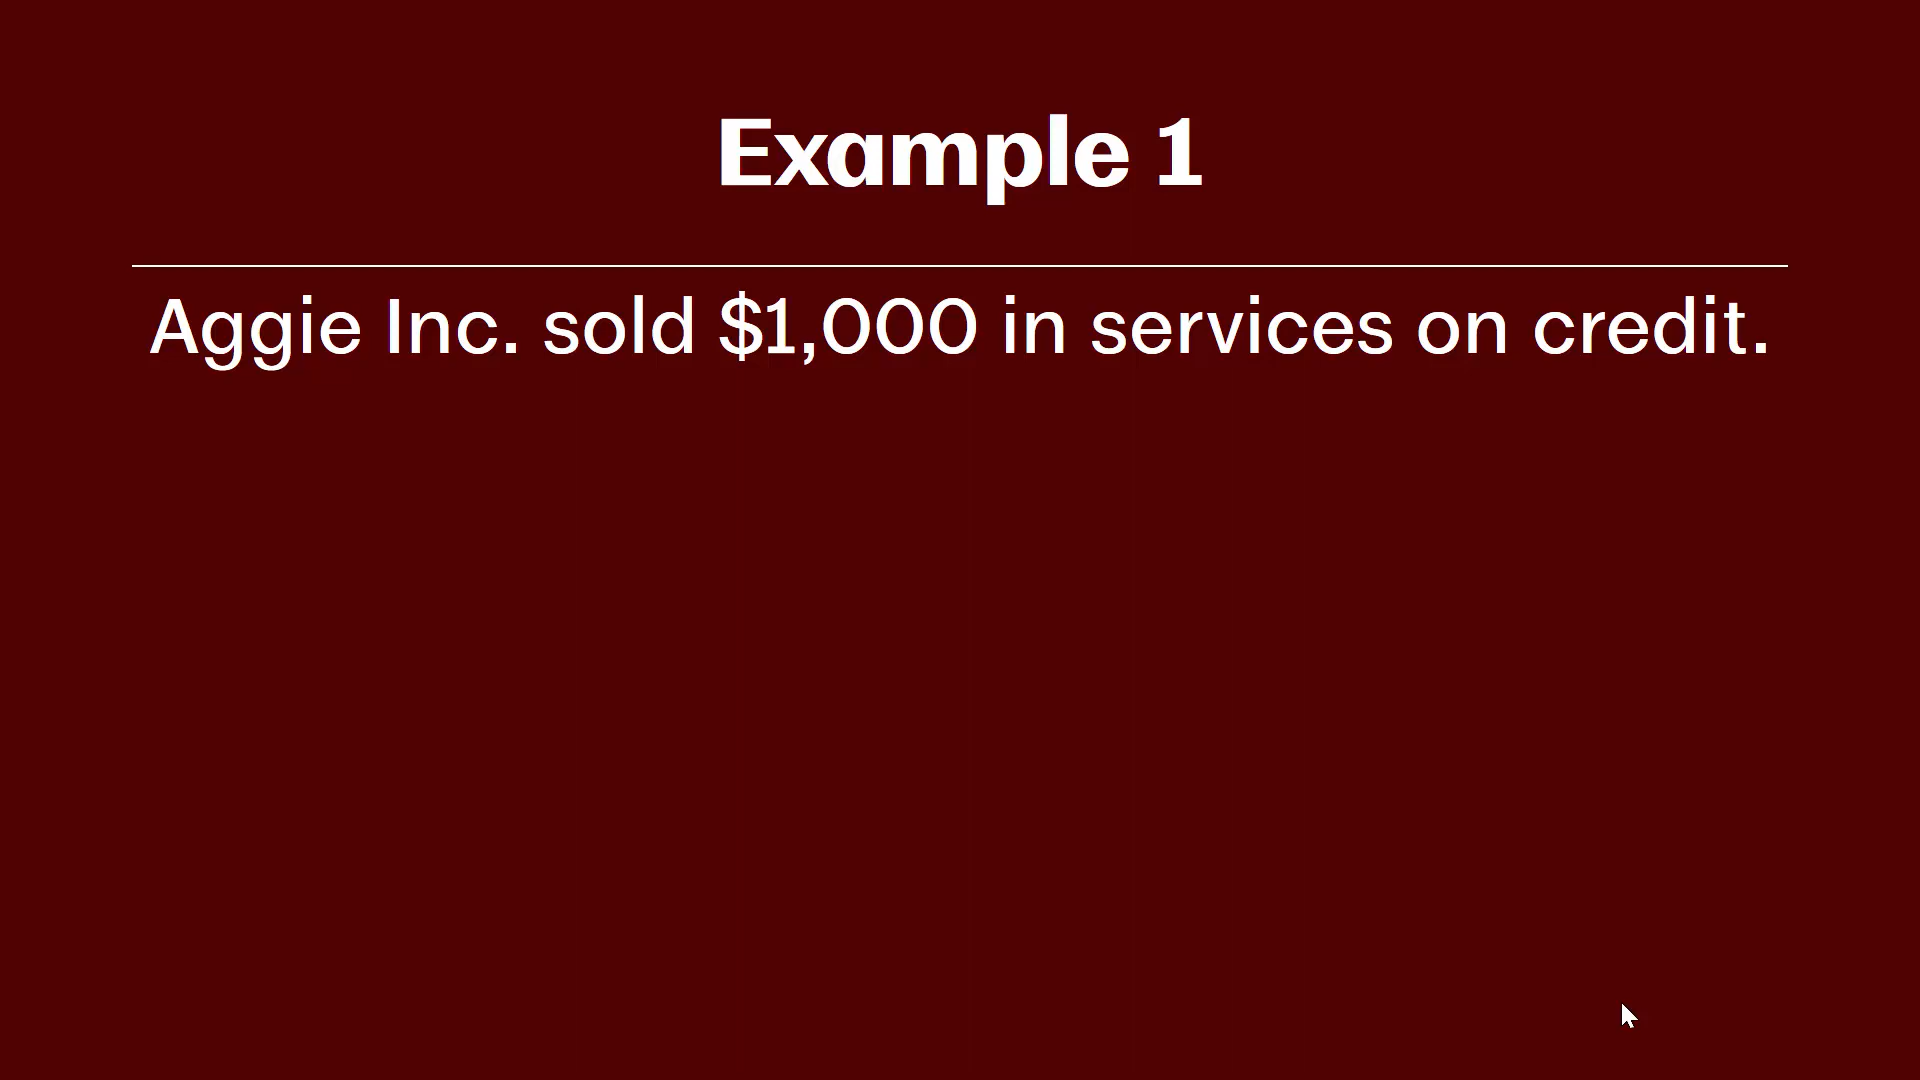 Example 1
Aggie Inc. sold $1,000 in services on credit.